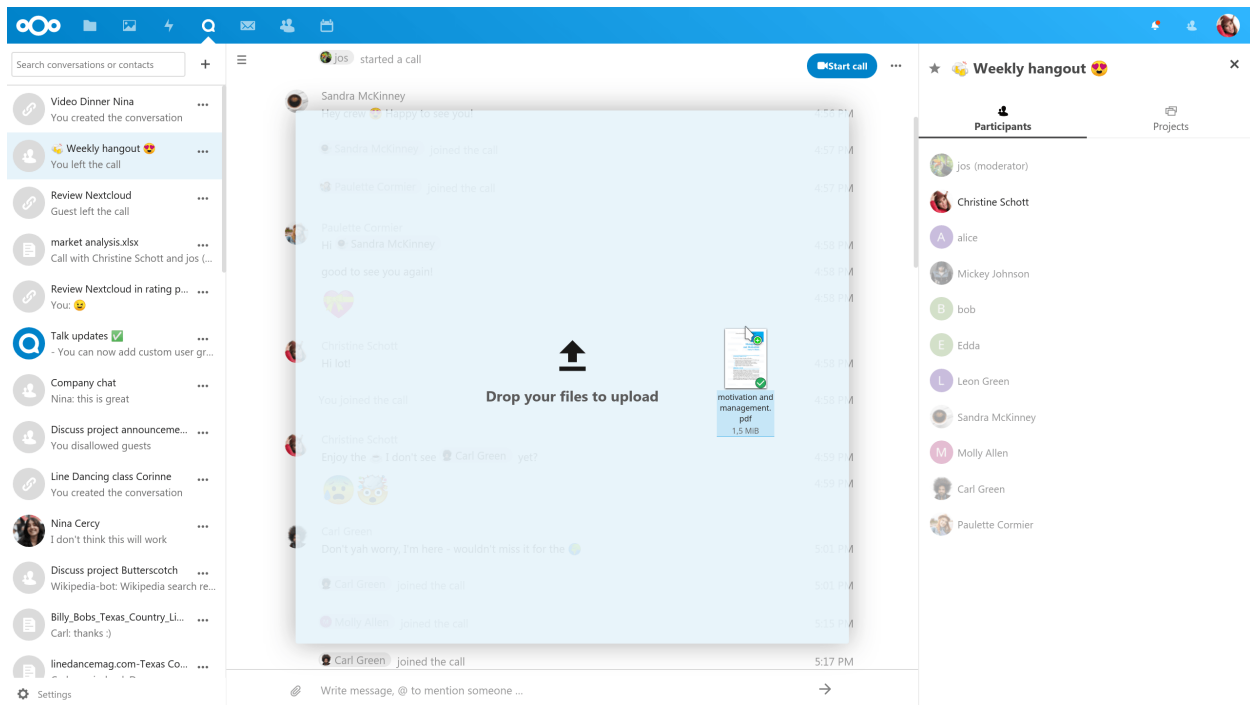 Search conversations or contacts
Video Dinner Nina
You created the conversation
👏 Weekly hangout 😍
You left the call
Review Nextcloud
Guest left the call
market analysis.xlsx
Call with Christine Schott and jos (...
Review Nextcloud in rating p...
You: 😉
Talk updates ✅
- You can now add custom user gr...
Company chat
Nina: this is great
Discuss project announceme...
You disallowed guests
Line Dancing class Corinne
You created the conversation
Nina Cercy
I don't think this will work
Discuss project Butterscotch
Wikipedia-bot: Wikipedia search re...
Billy_Bobs_Texas_Country_Li...
Carl: thanks :)
linedancemag.com-Texas Co...
Settings
jos started a call
Start call
Sandra McKinney
Hey crew 🤠 Happy to see you! 4:56 PM
Sandra McKinney joined the call 4:57 PM
Paulette Cormier joined the call 4:57 PM
Paulette Cormier
Hi Sandra McKinney 4:58 PM
good to see you again! 4:58 PM
4:58 PM
Christine Schott
Hi lot! 4:58 PM
You joined the call 4:58 PM
Christine Schott
Enjoy the ☕ I don't see Carl Green yet? 4:59 PM
4:59 PM
Carl Green
Don't yah worry, I'm here - wouldn't miss it for the 🌍 5:01 PM
Carl Green joined the call 5:01 PM
Molly Allen joined the call 5:15 PM
Carl Green joined the call 5:17 PM
Drop your files to upload
motivation and
management.
pdf
1,5 MiB
Write message, @ to mention someone ...
👏 Weekly hangout 😍
Participants
Projects
jos (moderator)
Christine Schott
A alice
Mickey Johnson
B bob
E Edda
L Leon Green
Sandra McKinney
M Molly Allen
Carl Green
Paulette Cormier